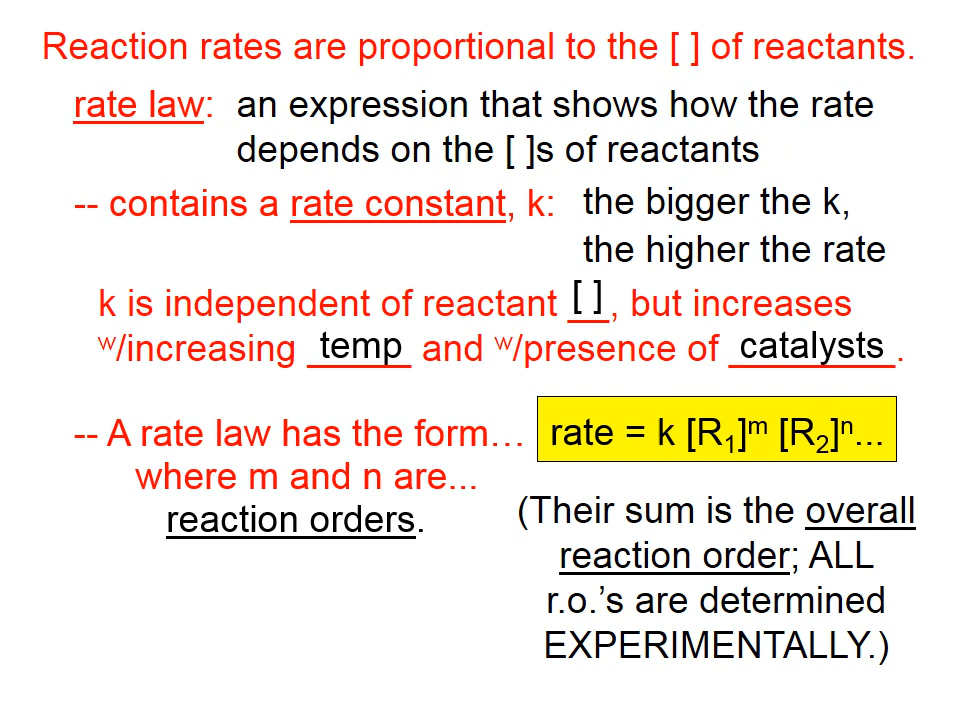 Reaction rates are proportional to the [ ] of reactants.
rate law: an expression that shows how the rate
depends on the [ ]s of reactants
-- contains a rate constant, k: the bigger the k,
the higher the rate
k is independent of reactant [ ], but increases
w/increasing temp and w/presence of catalysts.
-- A rate law has the form… rate = k [R₁]ᵐ [R₂]ⁿ...
where m and n are...
reaction orders.
(Their sum is the overall
reaction order; ALL
r.o.’s are determined
EXPERIMENTALLY.)